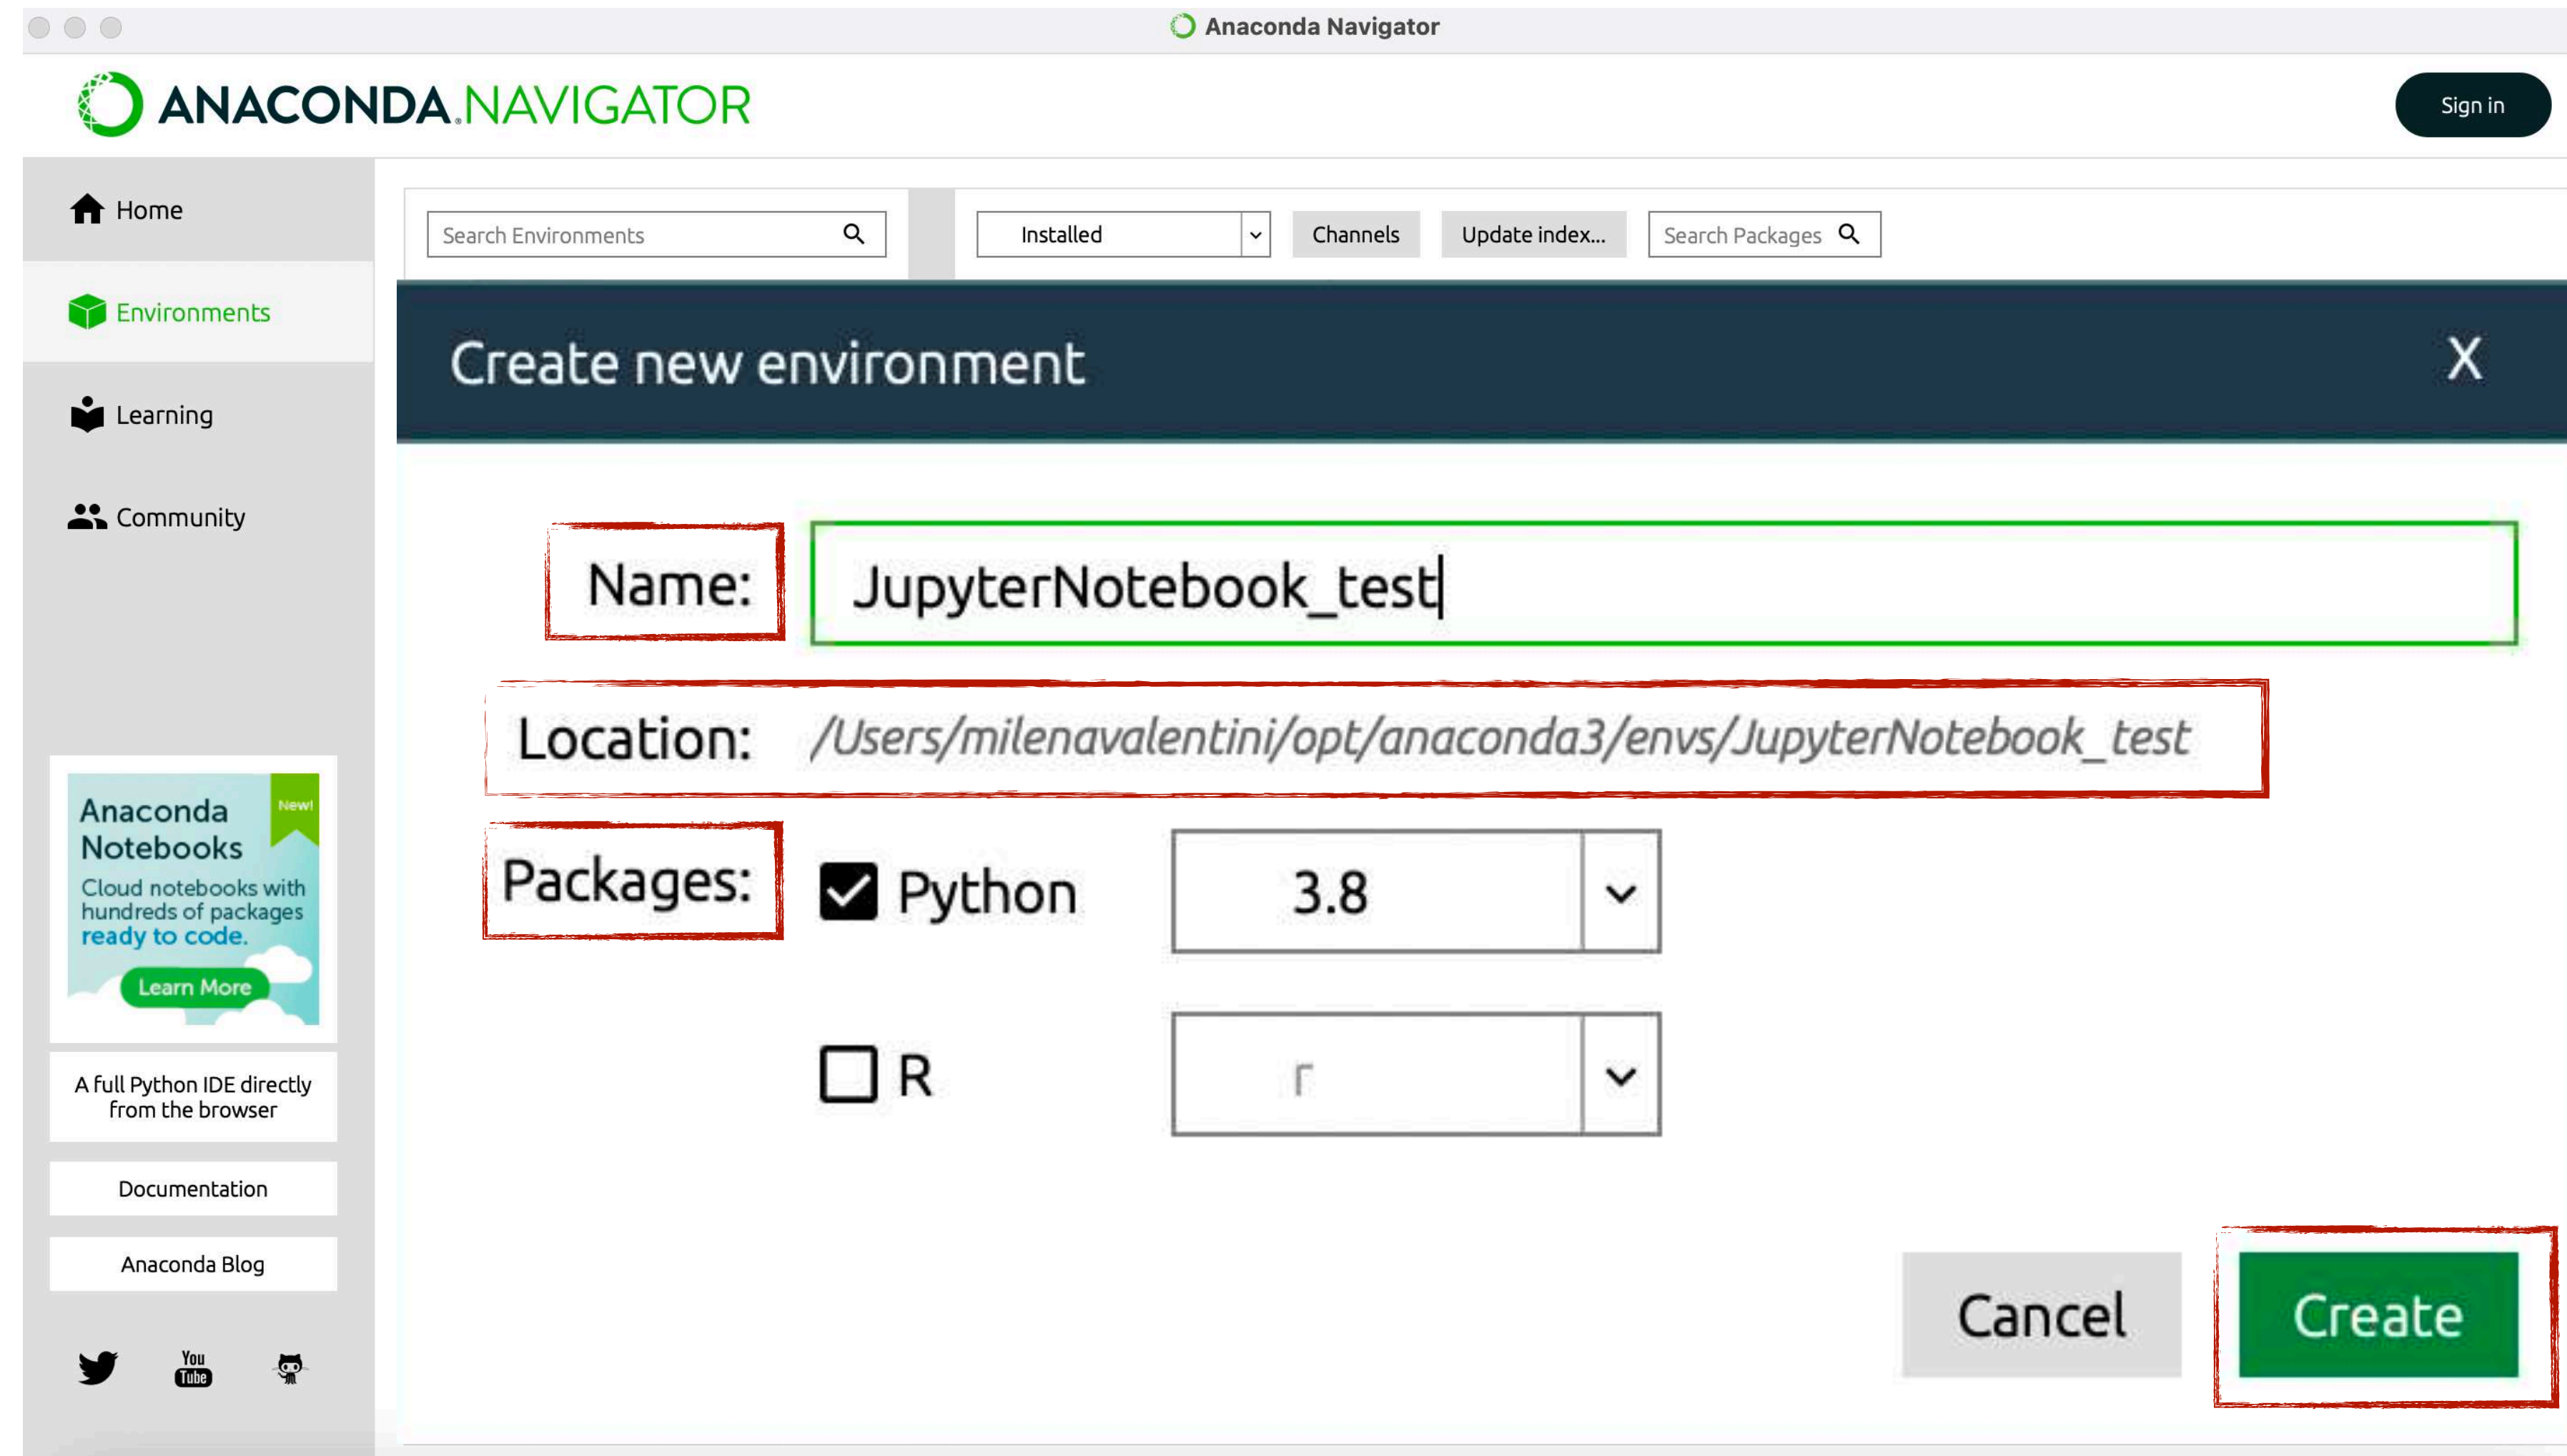 Anaconda Navigator
ANACONDA.NAVIGATOR
Sign in
Home
Environments
Learning
Community
Search Environments
Installed
Channels
Update index...
Search Packages
Create new environment
X
Name: JupyterNotebook_test
Location: /Users/milenavalentini/opt/anaconda3/envs/JupyterNotebook_test
Packages: Python 3.8
R r
Cancel
Create
Anaconda
Notebooks
New!
Cloud notebooks with
hundreds of packages
ready to code.
Learn More
A full Python IDE directly
from the browser
Documentation
Anaconda Blog
You
Tube